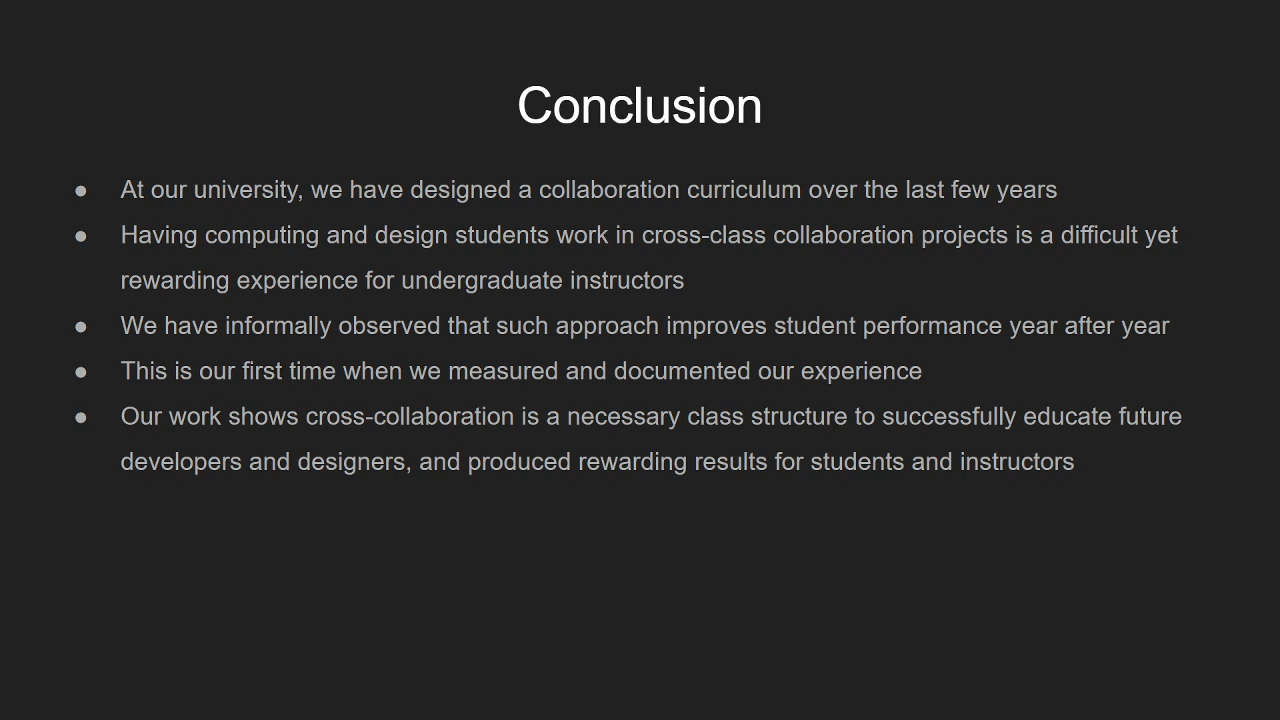 Conclusion
● At our university, we have designed a collaboration curriculum over the last few years
● Having computing and design students work in cross-class collaboration projects is a difficult yet
rewarding experience for undergraduate instructors
● We have informally observed that such approach improves student performance year after year
● This is our first time when we measured and documented our experience
● Our work shows cross-collaboration is a necessary class structure to successfully educate future
developers and designers, and produced rewarding results for students and instructors